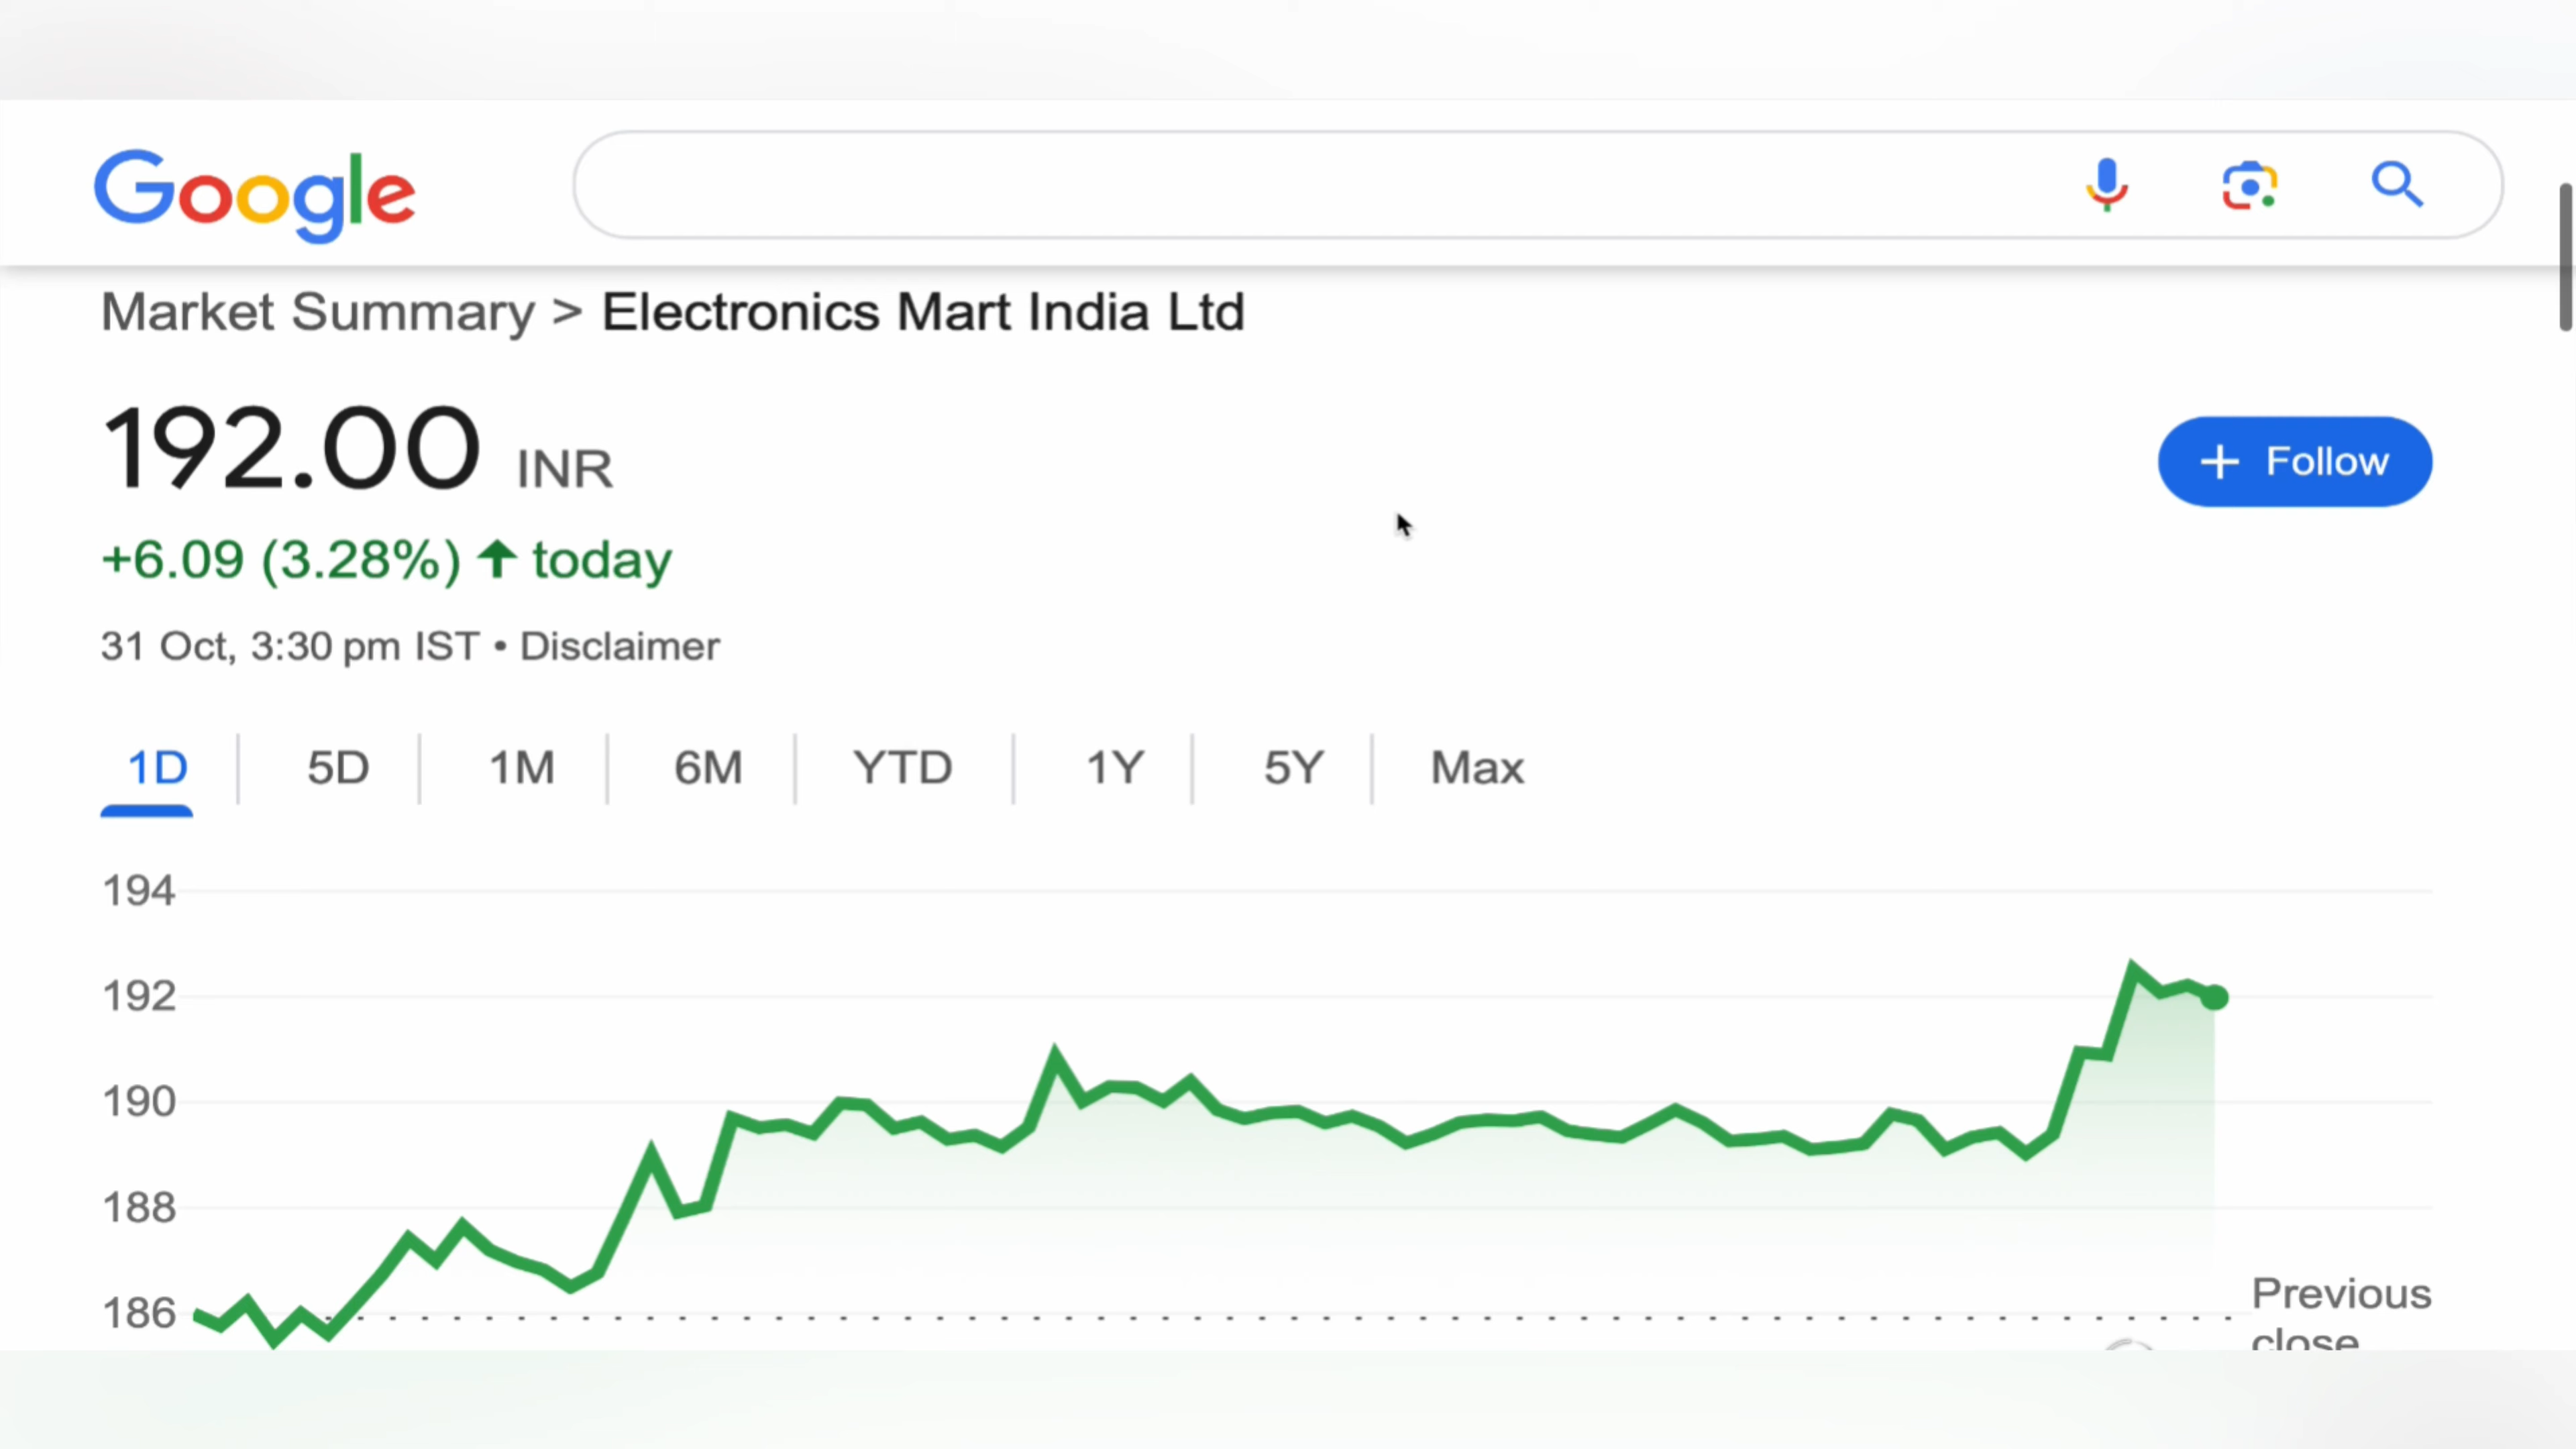 Google
Market Summary > Electronics Mart India Ltd
192.00 INR
+ Follow
+6.09 (3.28%) ↑ today
31 Oct, 3:30 pm IST • Disclaimer
1D 5D 1M 6M YTD 1Y 5Y Max
194
192
190
188
186
Previous
close